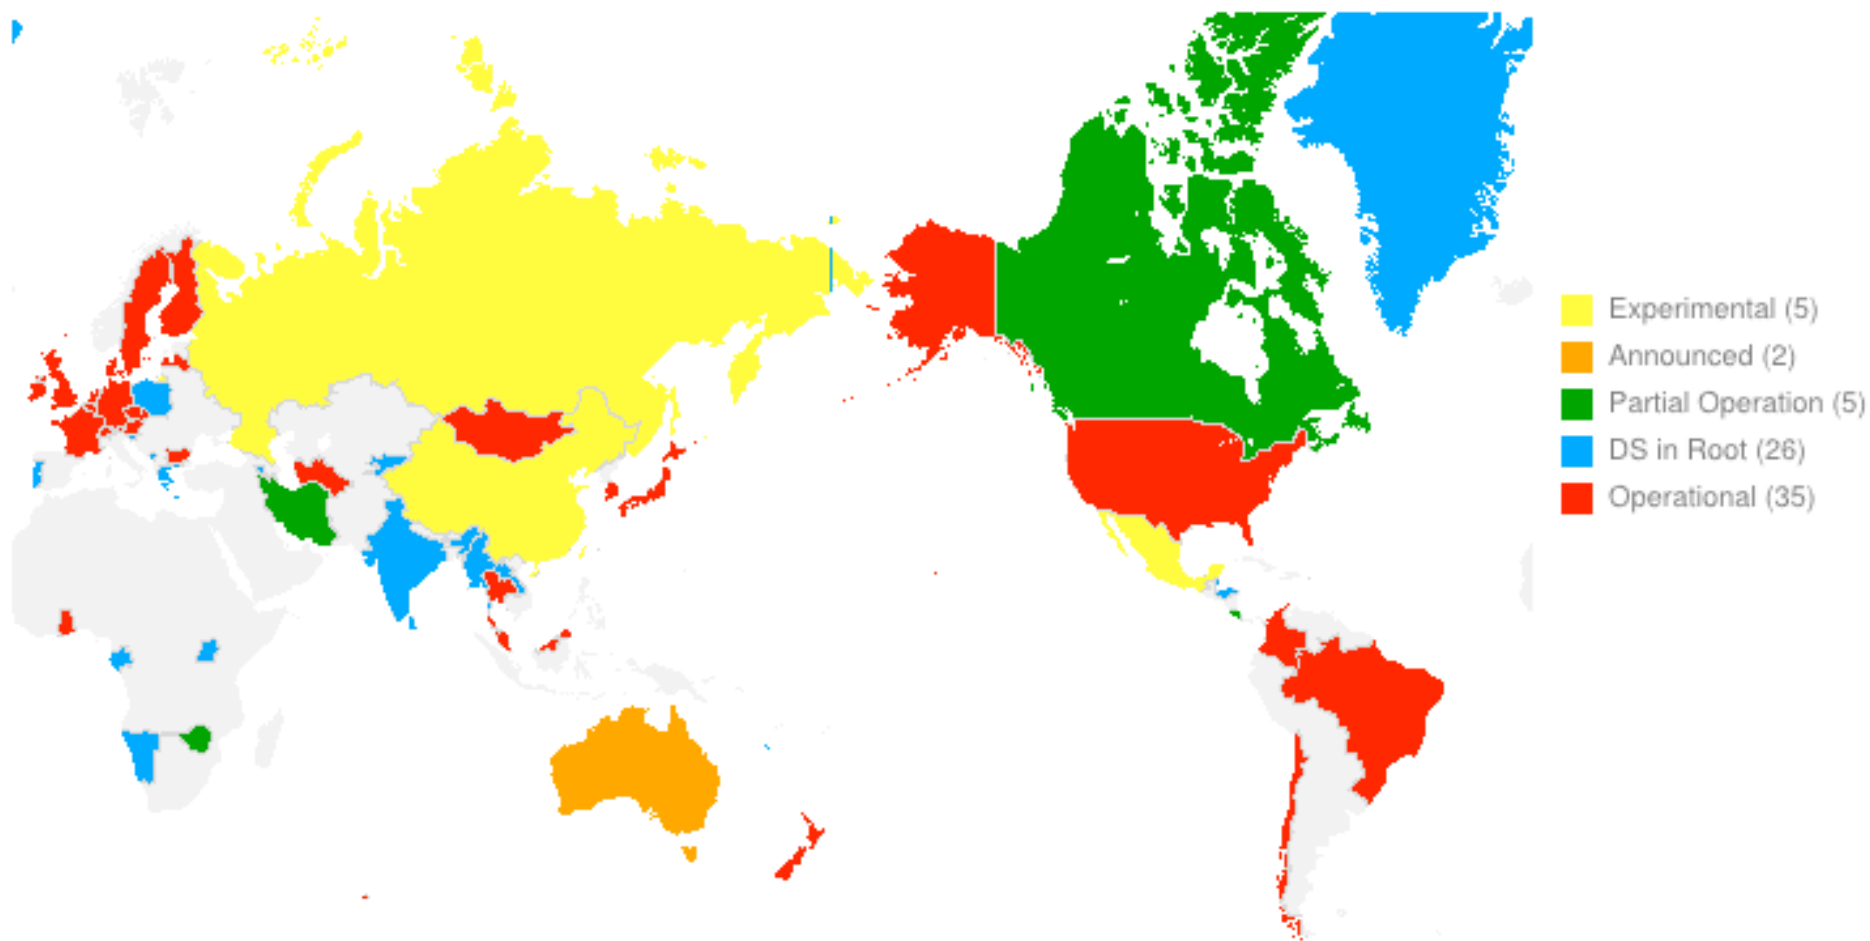 Experimental (5)
Announced (2)
Partial Operation (5)
DS in Root (26)
Operational (35)